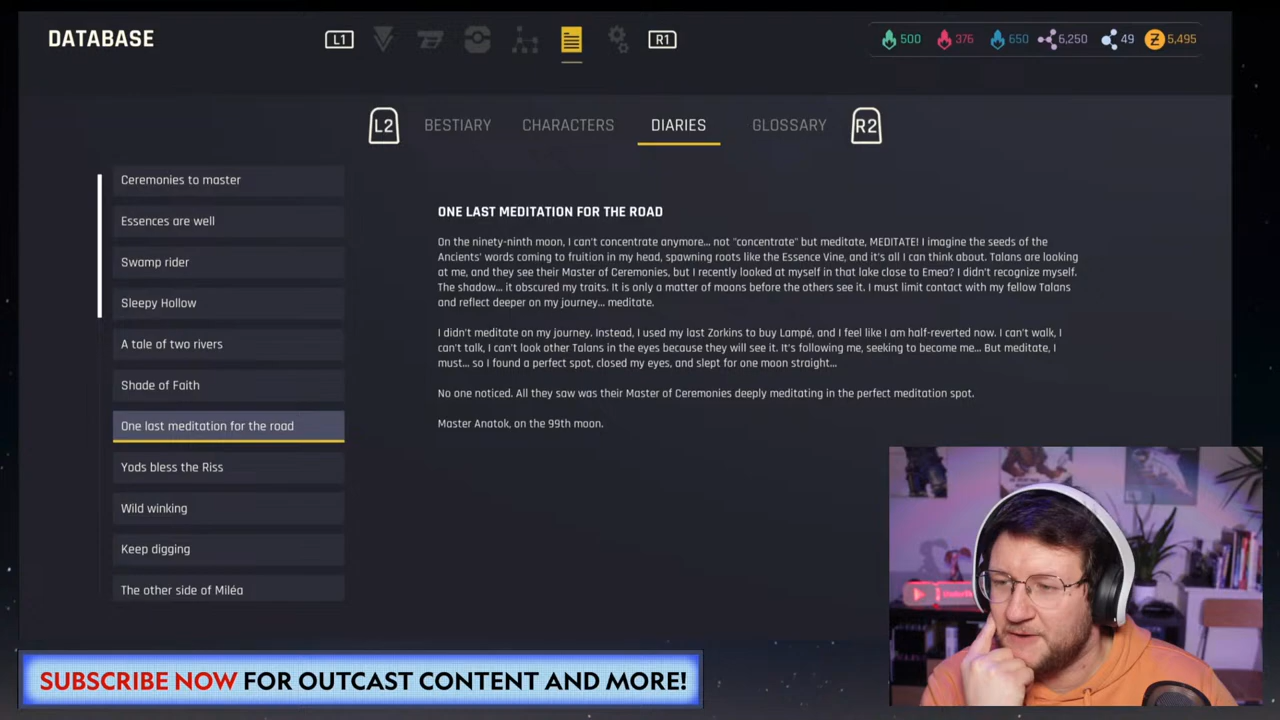 DATABASE
L1
R1
500
376
650
6,250
49
5,495
L2
BESTIARY
CHARACTERS
DIARIES
GLOSSARY
R2
Ceremonies to master
Essences are well
Swamp rider
Sleepy Hollow
A tale of two rivers
Shade of Faith
One last meditation for the road
Yods bless the Riss
Wild winking
Keep digging
The other side of Miléa
ONE LAST MEDITATION FOR THE ROAD
On the ninety-ninth moon, I can't concentrate anymore... not "concentrate" but meditate, MEDITATE! I imagine the seeds of the
Ancients' words coming to fruition in my head, spawning roots like the Essence Vine, and it's all I can think about. Talans are looking
at me, and they see their Master of Ceremonies, but I recently looked at myself in that lake close to Emea? I didn't recognize myself.
The shadow... it obscured my traits. It is only a matter of moons before the others see it. I must limit contact with my fellow Talans
and reflect deeper on my journey... meditate.
I didn't meditate on my journey. Instead, I used my last Zorkins to buy Lampé, and I feel like I am half-reverted now. I can't walk, I
can't talk, I can't look other Talans in the eyes because they will see it. It's following me, seeking to become me... But meditate, I
must... so I found a perfect spot, closed my eyes, and slept for one moon straight...
No one noticed. All they saw was their Master of Ceremonies deeply meditating in the perfect meditation spot.
Master Anatok, on the 99th moon.
SUBSCRIBE NOW FOR OUTCAST CONTENT AND MORE!